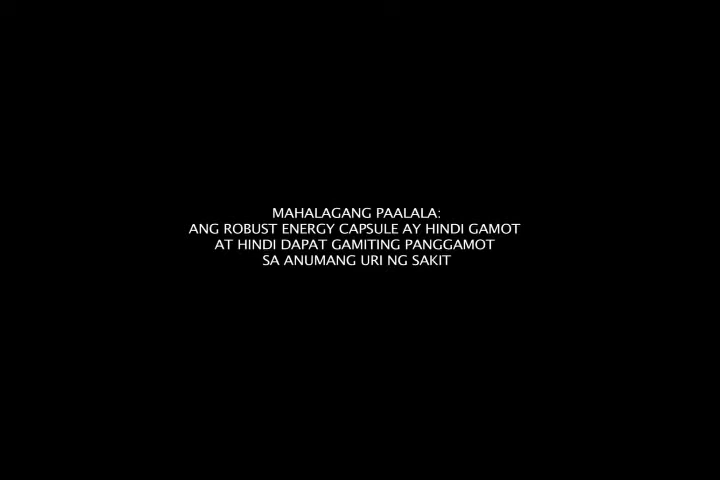 MAHALAGANG PAALALA:
ANG ROBUST ENERGY CAPSULE AY HINDI GAMOT
AT HINDI DAPAT GAMITING PANGGAMOT
SA ANUMANG URI NG SAKIT